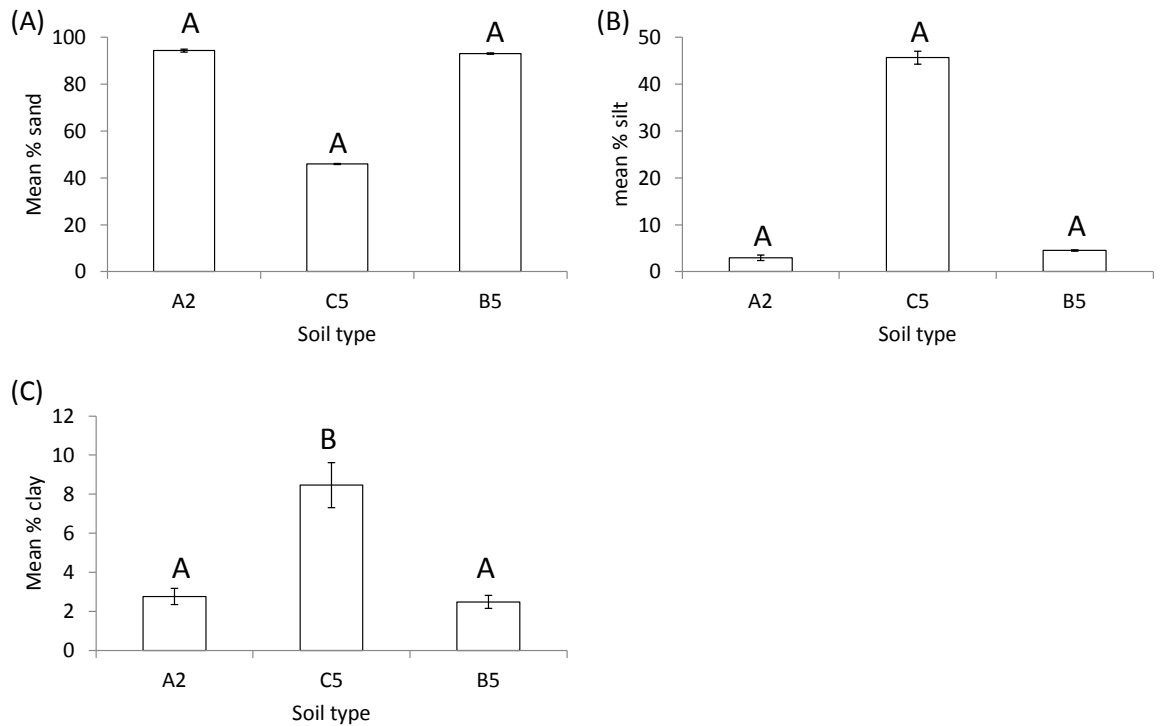 (A)
Mean % sand
100
80
60
40
20
0
A
A
A
A2 C5 B5
Soil type
(B)
mean % silt
50
40
30
20
10
0
A
A
A
A2 C5 B5
Soil type
(C)
Mean % clay
12
10
8
6
4
2
0
A
B
A
A2 C5 B5
Soil type